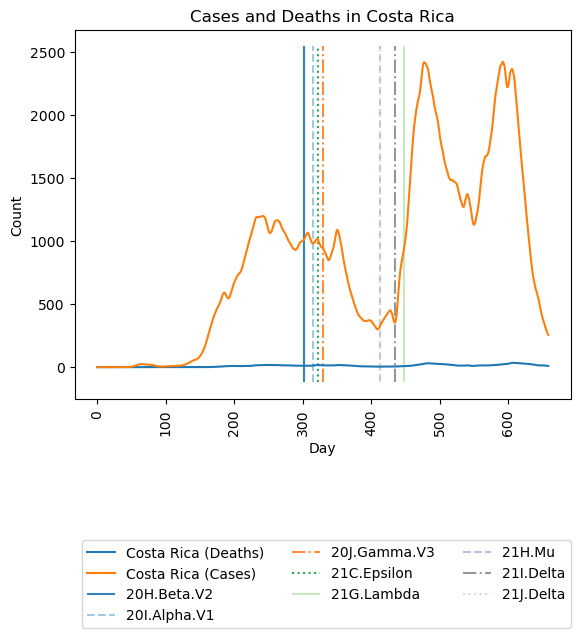 Cases and Deaths in Costa Rica
2500
2000
1500
1000
500
0
Count
0 100 200 300 400 500 600
Day
Costa Rica (Deaths) 20J.Gamma.V3 21H.Mu
Costa Rica (Cases) 21C.Epsilon 21I.Delta
20H.Beta.V2 21G.Lambda 21J.Delta
20I.Alpha.V1